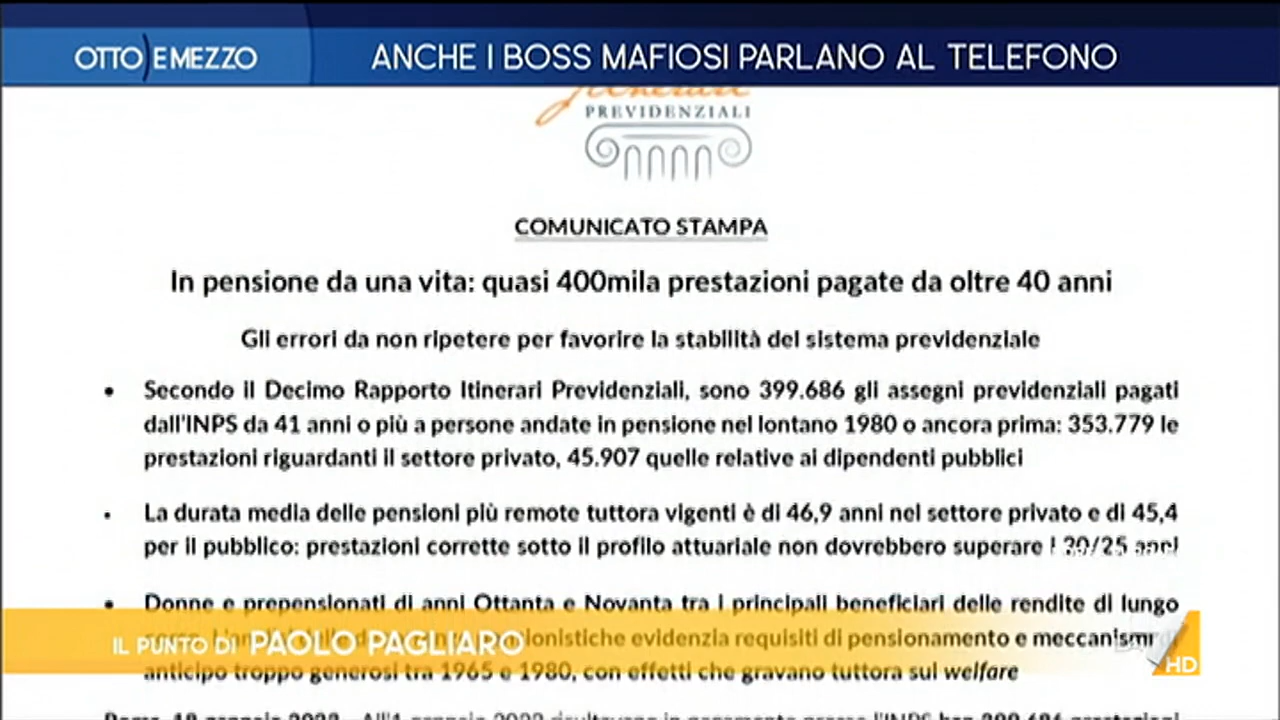 OTTO E MEZZO
ANCHE I BOSS MAFIOSI PARLANO AL TELEFONO
Itinerari
PREVIDENZIALI
COMUNICATO STAMPA
In pensione da una vita: quasi 400mila prestazioni pagate da oltre 40 anni
Gli errori da non ripetere per favorire la stabilità del sistema previdenziale
• Secondo il Decimo Rapporto Itinerari Previdenziali, sono 399.686 gli assegni previdenziali pagati
dall'INPS da 41 anni o più a persone andate in pensione nel lontano 1980 o ancora prima: 353.779 le
prestazioni riguardanti il settore privato, 45.907 quelle relative ai dipendenti pubblici
• La durata media delle pensioni più remote tuttora vigenti è di 46,9 anni nel settore privato e di 45,4
per il pubblico: prestazioni corrette sotto il profilo attuariale non dovrebbero superare i 20/25 anni
• Donne e prepensionati di anni Ottanta e Novanta tra i principali beneficiari delle rendite di lungo
evidenzia requisiti di pensionamento e
anticipo troppo generosi tra 1965 e 1980, con effetti che gravano tuttora sul welfare
IL PUNTO DI PAOLO PAGLIARO
HD